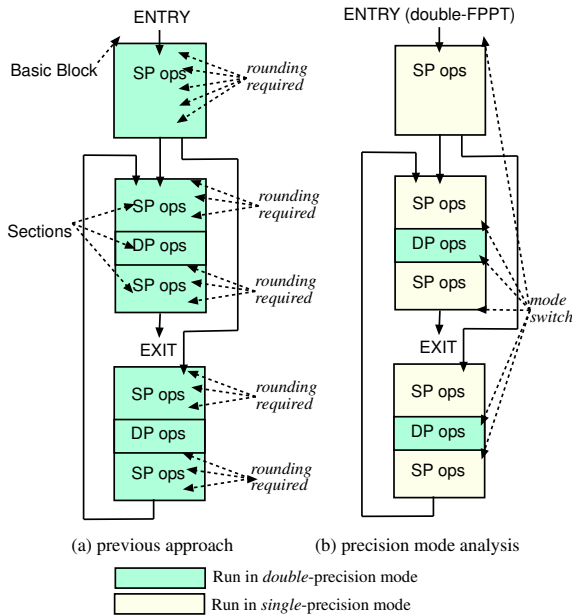 ENTRY
Basic Block
SP ops
rounding
required
SP ops
rounding
required
Sections
DP ops
SP ops
rounding
required
EXIT
SP ops
rounding
required
DP ops
SP ops
rounding
required
(a) previous approach
ENTRY (double-FPPT)
SP ops
SP ops
DP ops
SP ops
mode
switch
EXIT
SP ops
DP ops
SP ops
(b) precision mode analysis
Run in double-precision mode
Run in single-precision mode